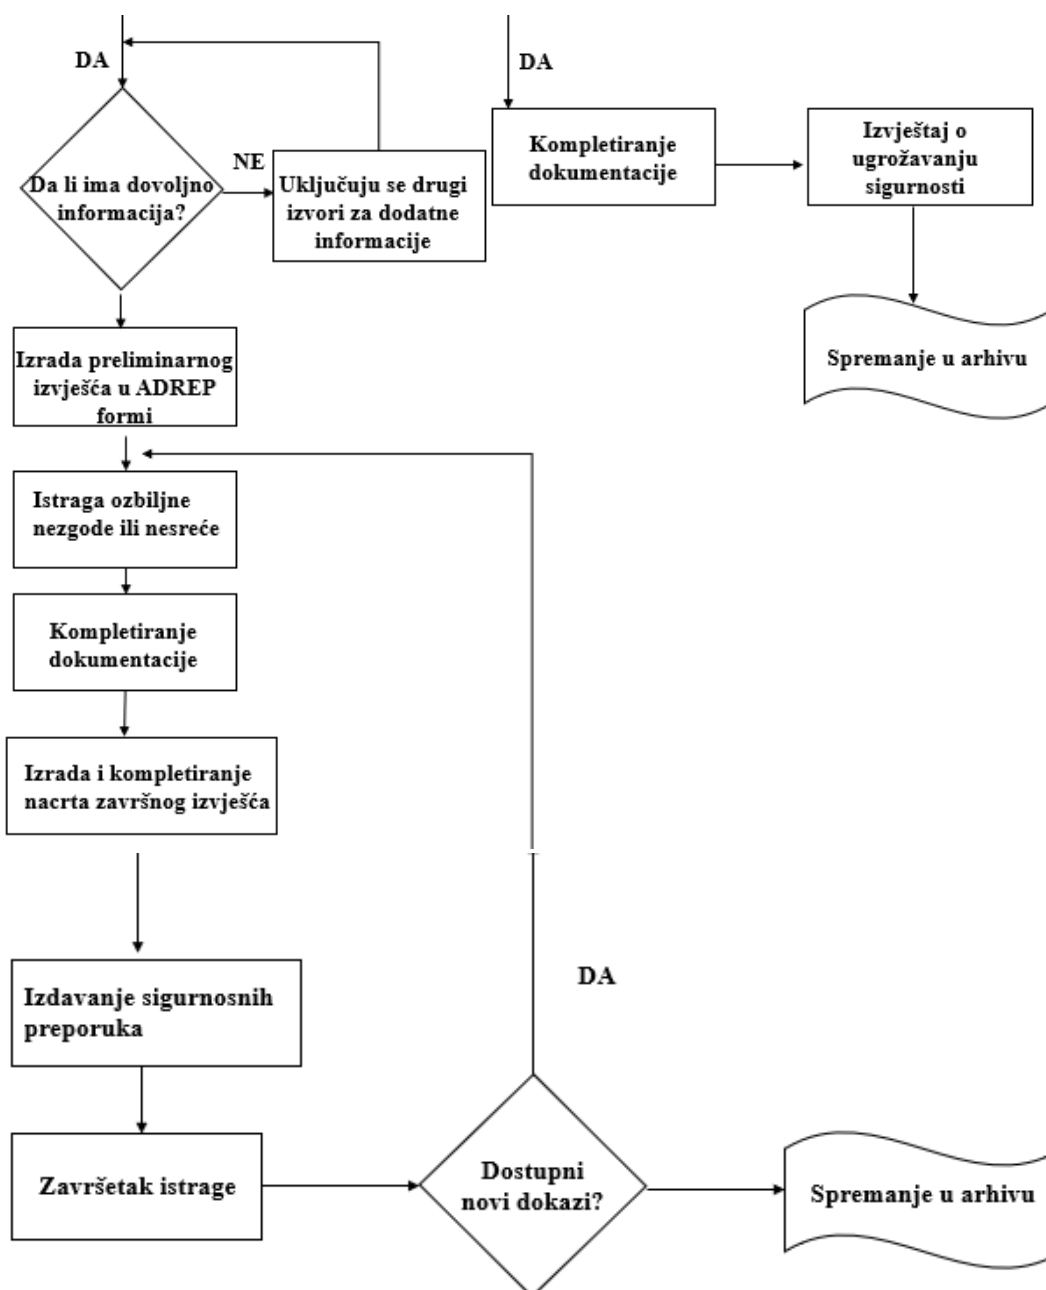 DA
Da li ima dovoljno
informacija?
NE
Uključuju se drugi
izvori za dodatne
informacije
DA
Kompletiranje
dokumentacije
Izvještaj o
ugrožavanju
sigurnosti
Spremanje u arhivu
Izrada preliminarnog
izvješća u ADREP
formi
Istraga ozbiljne
nezgode ili nesreće
Kompletiranje
dokumentacije
Izrada i kompletiranje
nacrta završnog izvješća
Izdavanje sigurnosnih
preporuka
Završetak istrage
DA
Dostupni
novi dokazi?
Spremanje u arhivu